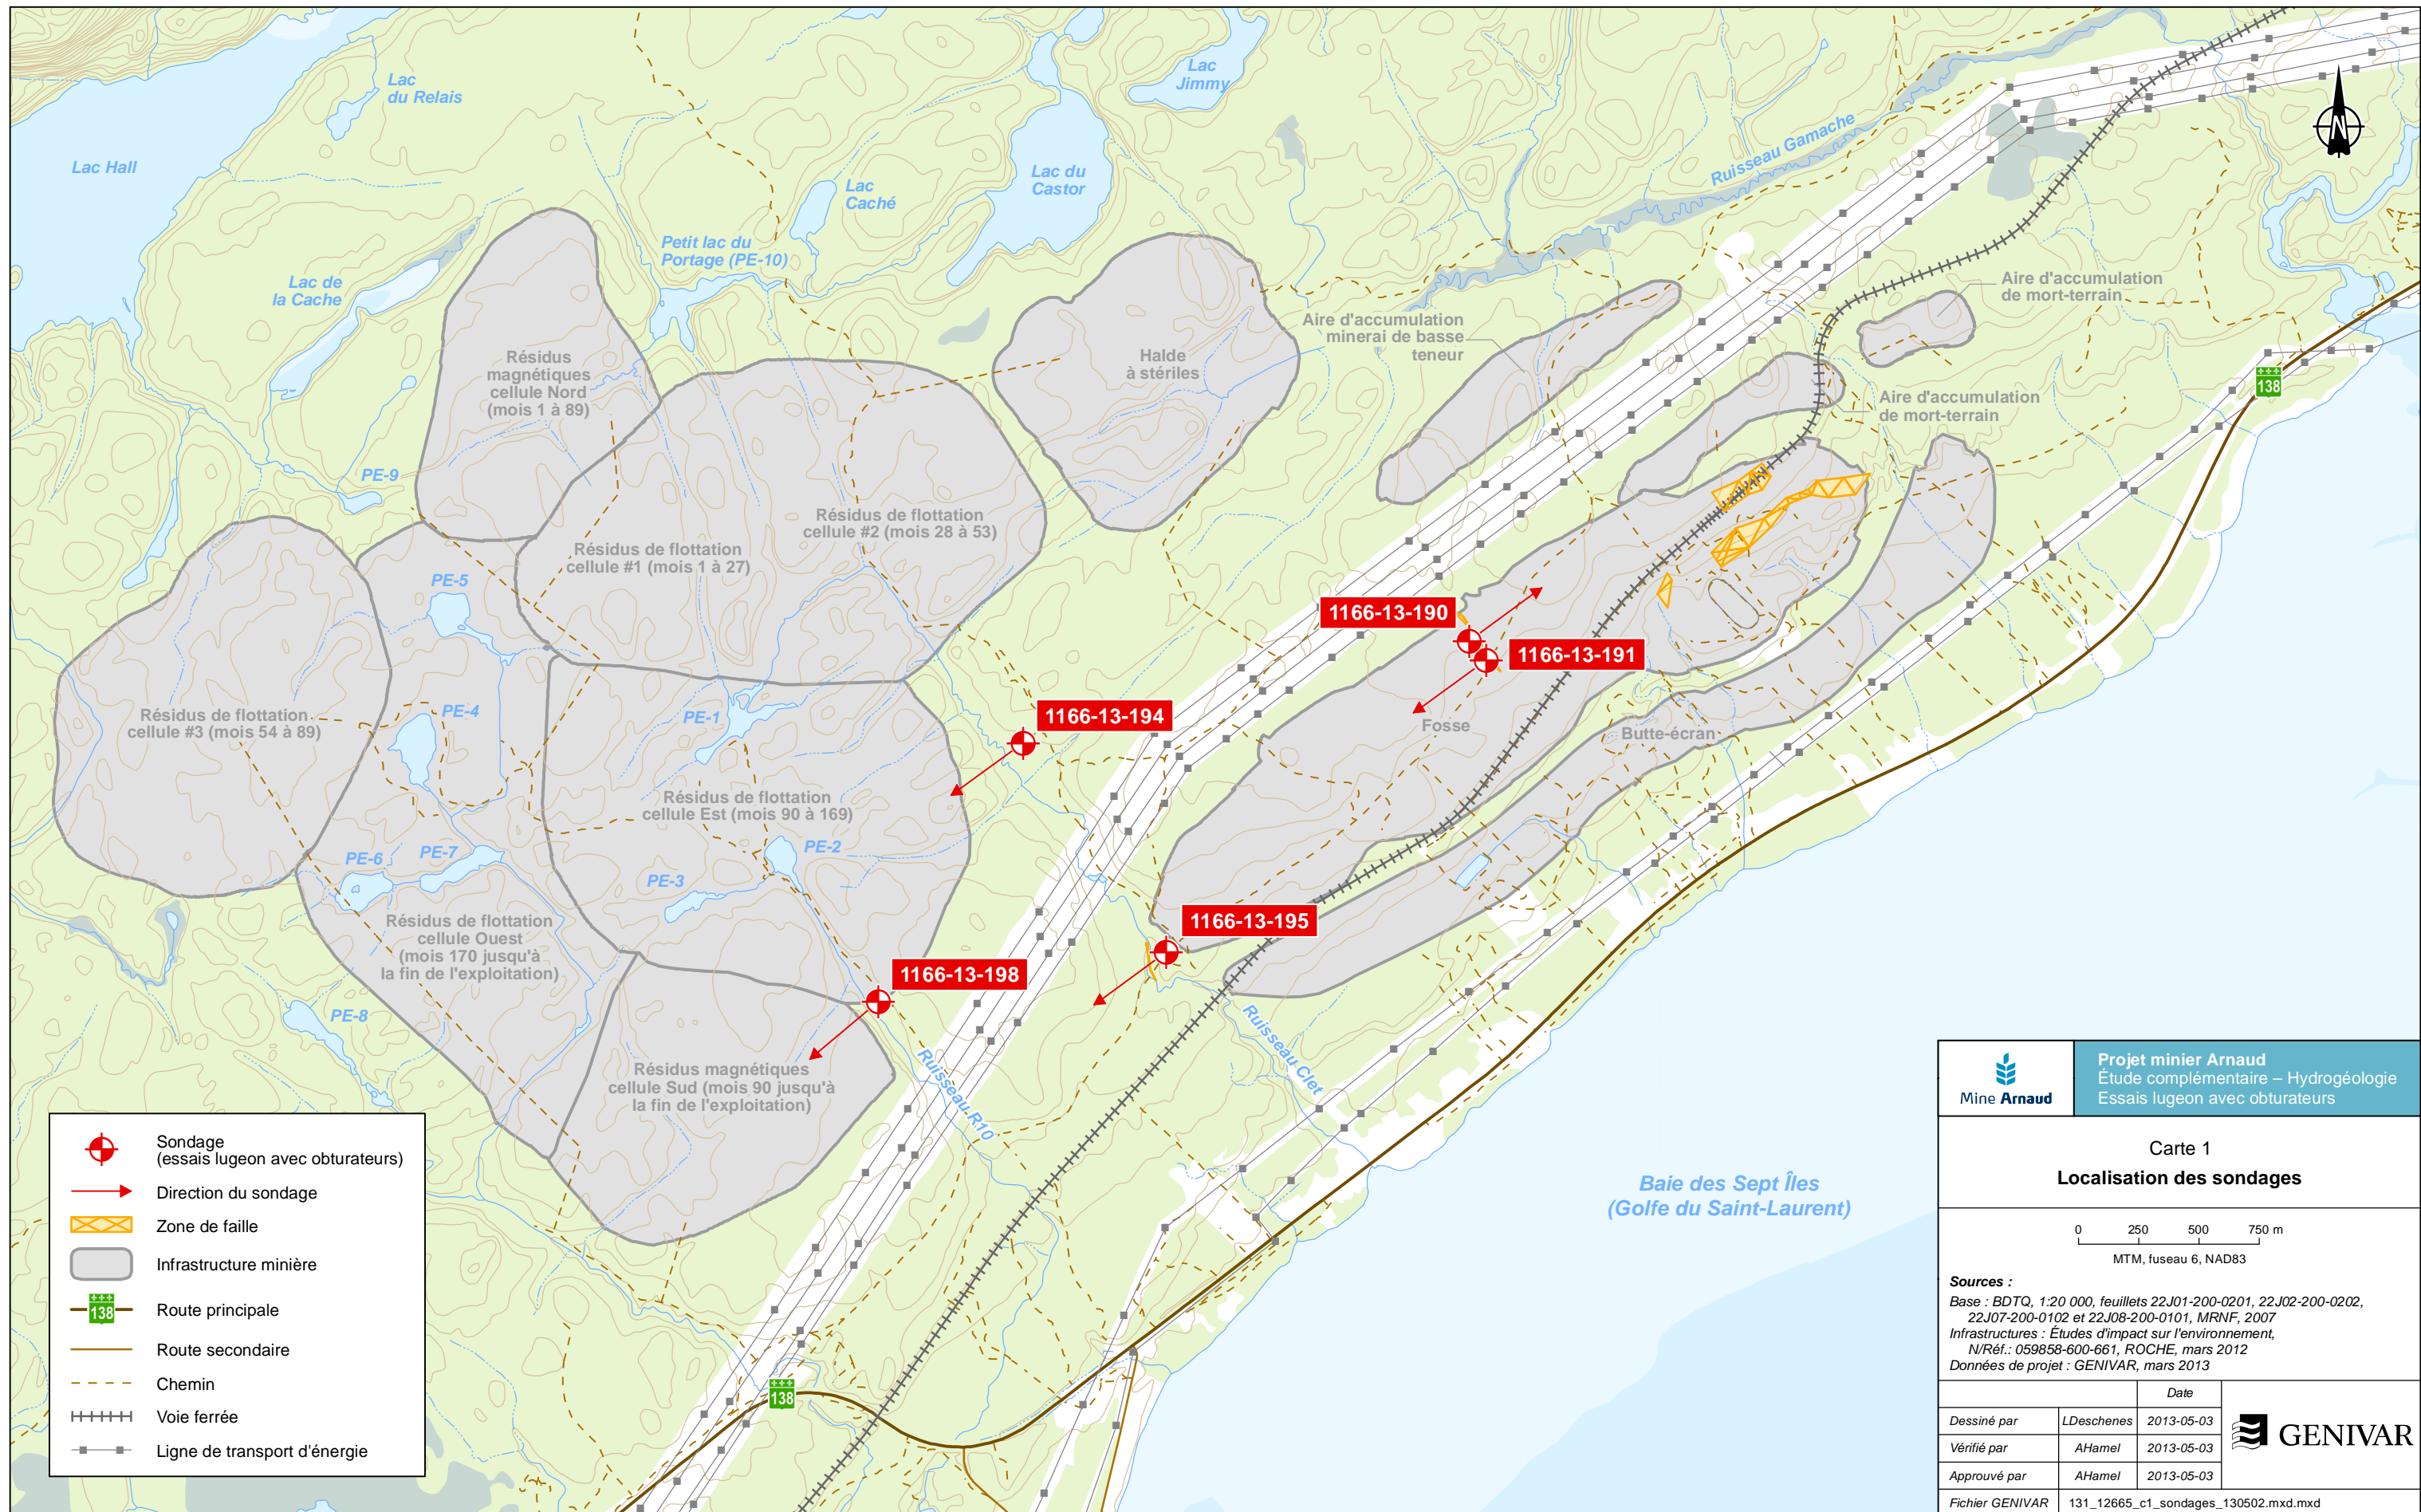 Lac
du Relais
Lac
Jimmy
Lac Hall
Lac
Caché
Lac du
Castor
Ruisseau Gamache
N
Petit lac du
Portage (PE-10)
Lac de
la Cache
Aire d'accumulation
de mort-terrain
Aire d'accumulation
minerai de basse
teneur
Résidus
magnétiques
cellule Nord
(mois 1 à 89)
Halde
à stériles
138
Aire d'accumulation
de mort-terrain
PE-9
Résidus de flottation
cellule #2 (mois 28 à 53)
Résidus de flottation
cellule #1 (mois 1 à 27)
PE-5
1166-13-190
1166-13-191
Résidus de flottation
cellule #3 (mois 54 à 89)
PE-4
PE-1
1166-13-194
Fosse
Butte-écran
Résidus de flottation
cellule Est (mois 90 à 169)
PE-6
PE-7
PE-2
PE-3
Résidus de flottation
cellule Ouest
(mois 170 jusqu'à
la fin de l'exploitation)
1166-13-195
1166-13-198
PE-8
Ruisseau Clet
Ruisseau R10
Résidus magnétiques
cellule Sud (mois 90 jusqu'à
la fin de l'exploitation)
Baie des Sept Îles
(Golfe du Saint-Laurent)
138
Sondage
(essais lugeon avec obturateurs)
Direction du sondage
Zone de faille
Infrastructure minière
138
Route principale
Route secondaire
Chemin
Voie ferrée
Ligne de transport d'énergie
Mine Arnaud
Projet minier Arnaud
Étude complémentaire – Hydrogéologie
Essais lugeon avec obturateurs
Carte 1
Localisation des sondages
0 250 500 750 m
MTM, fuseau 6, NAD83
Sources :
Base : BDTQ, 1:20 000, feuillets 22J01-200-0201, 22J02-200-0202,
22J07-200-0102 et 22J08-200-0101, MRNF, 2007
Infrastructures : Études d'impact sur l'environnement,
N/Réf.: 059858-600-661, ROCHE, mars 2012
Données de projet : GENIVAR, mars 2013
Date
Dessiné par LDeschenes 2013-05-03
Vérifié par AHamel 2013-05-03
Approuvé par AHamel 2013-05-03
GENIVAR
Fichier GENIVAR 131_12665_c1_sondages_130502.mxd.mxd